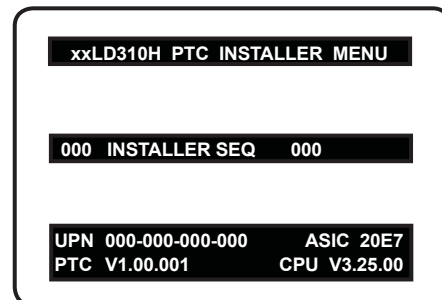 xxLD310H PTC INSTALLER MENU
000 INSTALLER SEQ 000
UPN 000-000-000-000 ASIC 20E7
PTC V1.00.001 CPU V3.25.00